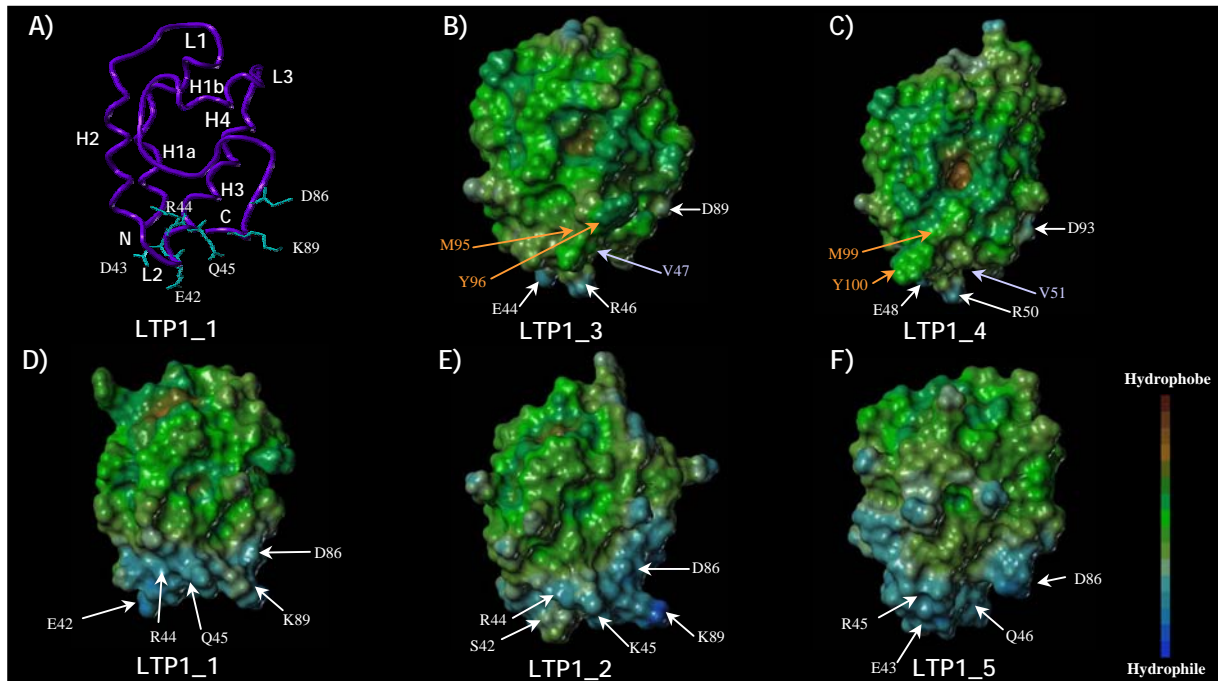 A)
L1
H1b
L3
H4
H2
H1a
H3
D86
R44
C
N
K89
D43
L2
Q45
E42
LTP1_1
B)
D89
M95
V47
Y96
E44
R46
LTP1_3
C)
D93
M99
Y100
V51
E48
R50
LTP1_4
D)
D86
E42
R44
Q45
K89
LTP1_1
E)
D86
R44
S42
K45
K89
LTP1_2
F)
D86
R45
Q46
E43
LTP1_5
Hydrophobe
Hydrophile